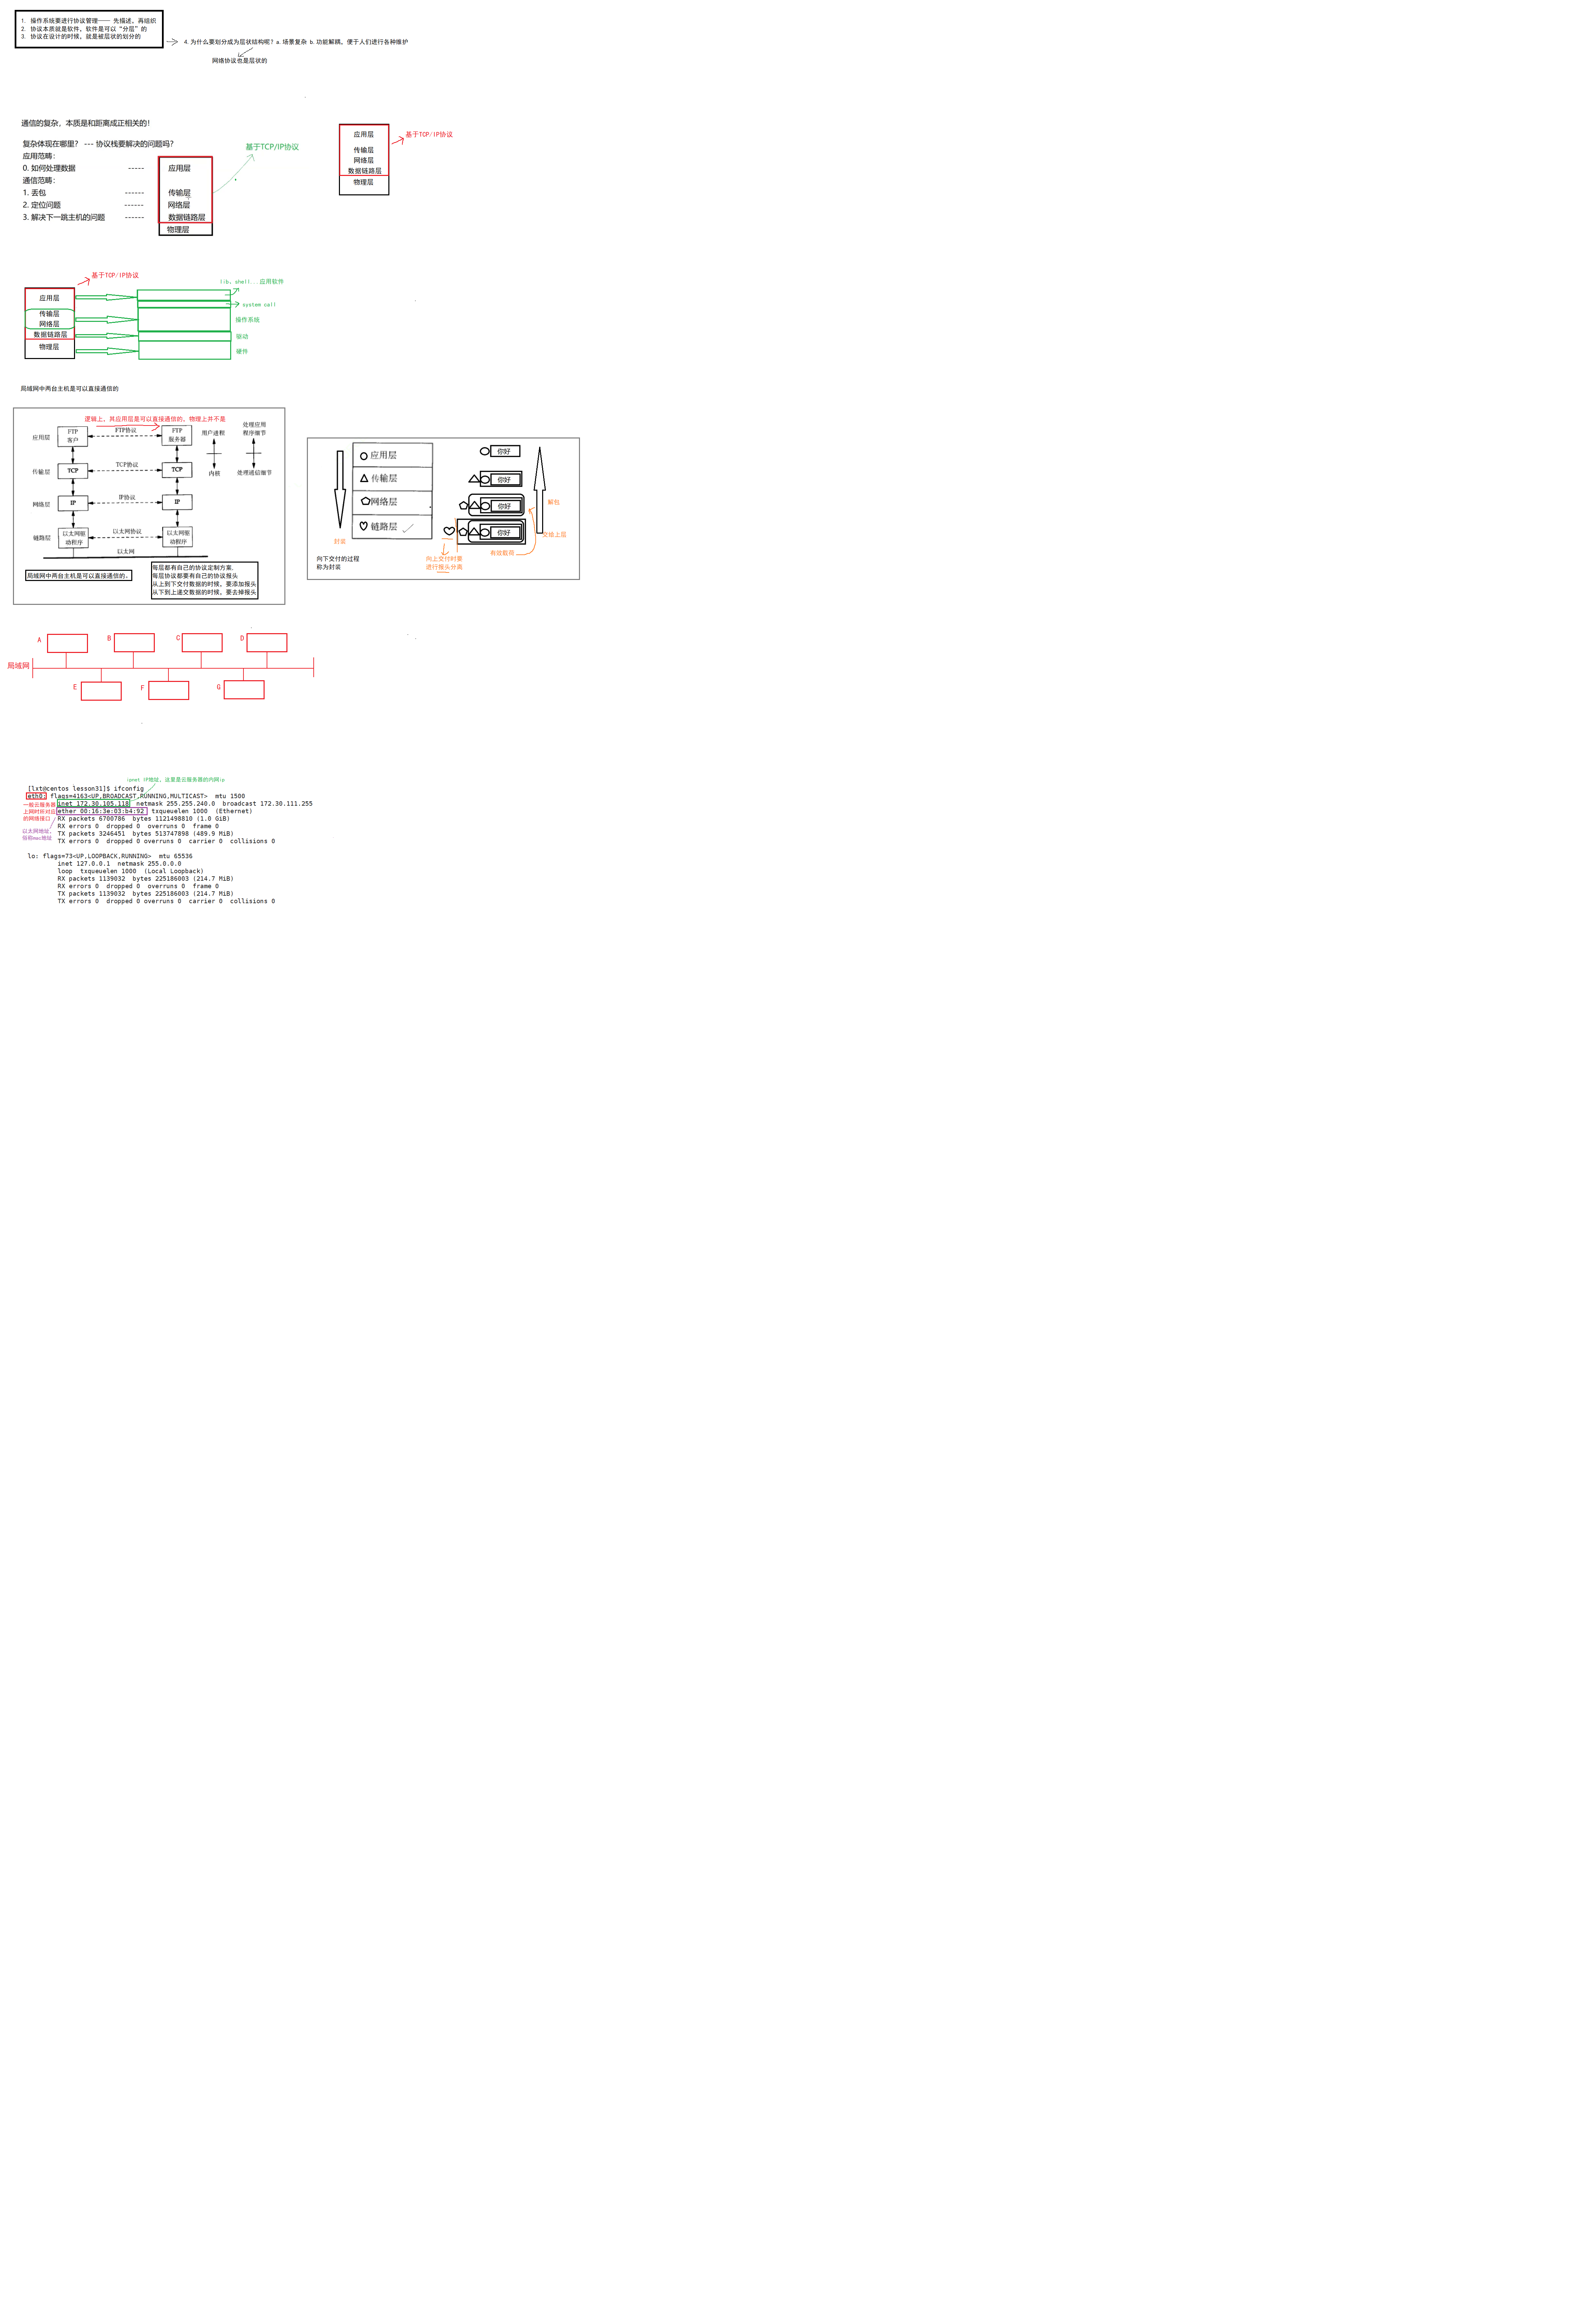 1. 操作系统要进行协议管理—— 先描述，再组织
2. 协议本质就是软件，软件是可以“分层”的
3. 协议在设计的时候，就是被层状的划分的
4. 为什么要划分成为层状结构呢？a. 场景复杂 b. 功能解耦，便于人们进行各种维护
网络协议也是层状的
通信的复杂，本质是和距离成正相关的！
复杂体现在哪里？ --- 协议栈要解决的问题吗？
应用范畴：
0. 如何处理数据 -----
通信范畴：
1. 丢包 ------
2. 定位问题 ------
3. 解决下一跳主机的问题 ------
应用层
传输层
网络层
数据链路层
物理层
基于TCP/IP协议
应用层
传输层
网络层
数据链路层
物理层
基于TCP/IP协议
基于TCP/IP协议
应用层
传输层
网络层
数据链路层
物理层
lib、shell...应用软件
system call
操作系统
驱动
硬件
局域网中两台主机是可以直接通信的
逻辑上，其应用层是可以直接通信的，物理上并不是
应用层
FTP
客户
FTP协议
FTP
服务器
用户进程
内核
处理应用
程序细节
处理通信细节
传输层
TCP
TCP协议
TCP
网络层
IP
IP协议
IP
链路层
以太网驱
动程序
以太网协议
以太网驱
动程序
以太网
局域网中两台主机是可以直接通信的。
每层都有自己的协议定制方案.
每层协议都要有自己的协议报头
从上到下交付数据的时候，要添加报头
从下到上递交数据的时候，要去掉报头
应用层
传输层
网络层
链路层
封装
向下交付的过程
称为封装
你好
你好
你好
你好
解包
交给上层
有效载荷
向上交付时要
进行报头分离
A
B
C
D
局域网
E
F
G
ipnet IP地址，这里是云服务器的内网ip
[lxt@centos lesson31]$ ifconfig
eth0: flags=4163<UP,BROADCAST,RUNNING,MULTICAST>  mtu 1500
inet 172.30.105.118  netmask 255.255.240.0  broadcast 172.30.111.255
ether 00:16:3e:03:b4:92  txqueuelen 1000  (Ethernet)
RX packets 6700786  bytes 1121498810 (1.0 GiB)
RX errors 0  dropped 0  overruns 0  frame 0
TX packets 3246451  bytes 513747898 (489.9 MiB)
TX errors 0  dropped 0 overruns 0  carrier 0  collisions 0
一般云服务器
上网时时对应
的网络接口
以太网地址，
俗称mac地址
lo: flags=73<UP,LOOPBACK,RUNNING>  mtu 65536
inet 127.0.0.1  netmask 255.0.0.0
loop  txqueuelen 1000  (Local Loopback)
RX packets 1139032  bytes 225186003 (214.7 MiB)
RX errors 0  dropped 0  overruns 0  frame 0
TX packets 1139032  bytes 225186003 (214.7 MiB)
TX errors 0  dropped 0 overruns 0  carrier 0  collisions 0